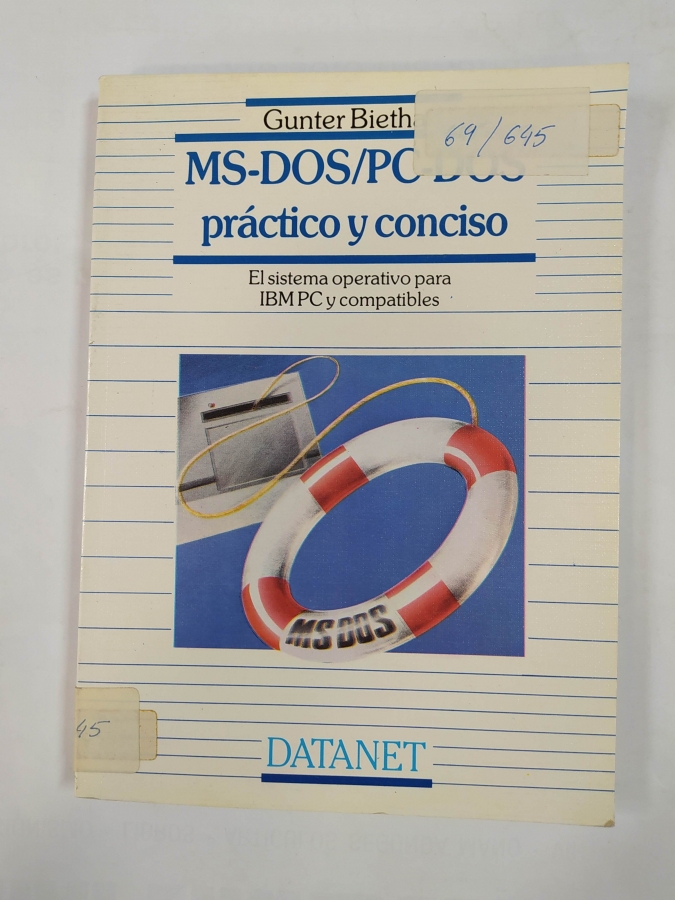 Gunter
69/645
MS-DOS/PC-DOS
práctico y conciso
El sistema operativo para
IBM PC y compatibles
MS DOS
45
DATANET